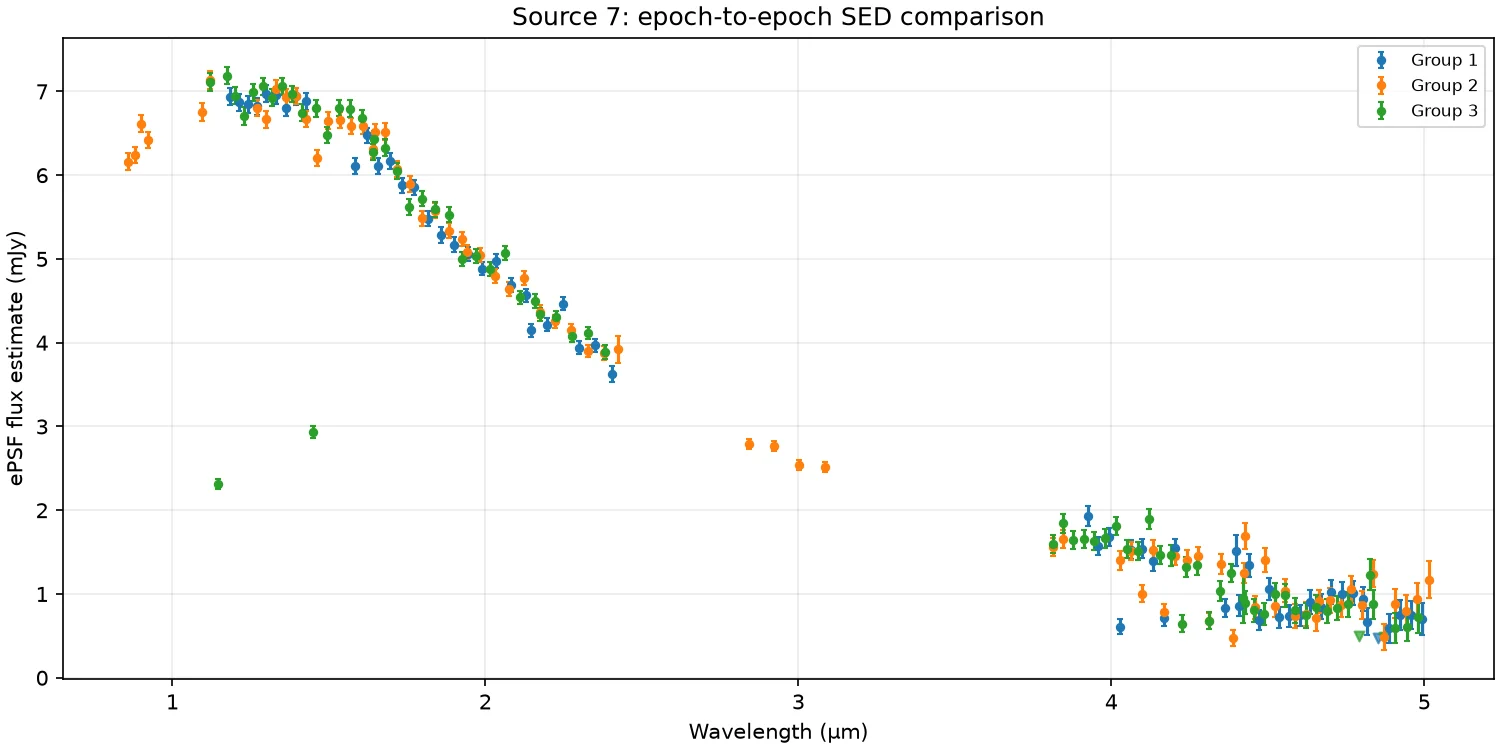 Source 7: epoch-to-epoch SED comparison
Group 1
Group 2
Group 3
ePSF flux estimate (mJy)
7
6
5
4
3
2
1
0
1 2 3 4 5
Wavelength (μm)